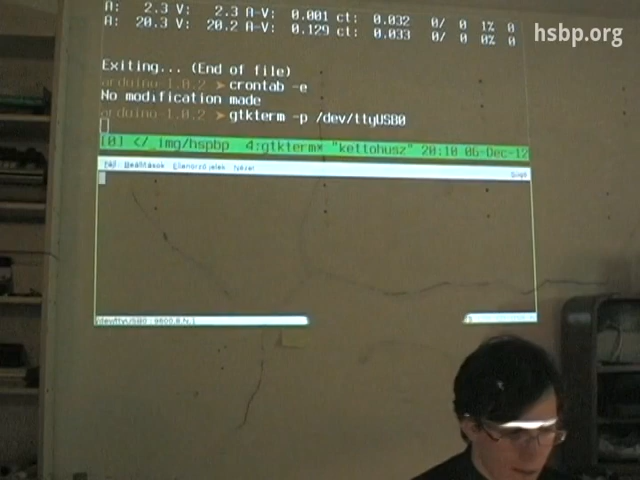 A: 2.3 V: 2.3 A-V: 0.001 ct: 0.032 0/ 0 1% 0
A: 20.3 V: 20.2 A-V: 0.129 ct: 0.033 0/ 0 0% 0
hsbp.org
Exiting... (End of file)
arduino-1.0.2 ➤ crontab -e
No modification made
arduino-1.0.2 ➤ gtkterm -p /dev/ttyUSB0
[0] </_img/hspbp 4:gtkterm* "kettohusz" 20:10 06-Dec-12
Fájl Beállítások Ellenőrző jelek Nézet Súgó
/dev/ttyUSB0 : 9600,8,N,1